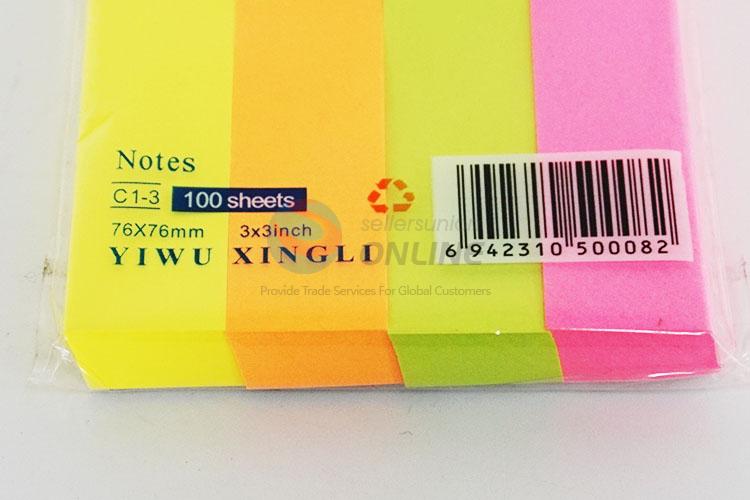 Notes
C1-3 100 sheets
76X76mm 3x3inch
YIWU XINGLI
6 942310 500082
sellersunion
ONLINE
Provide Trade Services For Global Customers